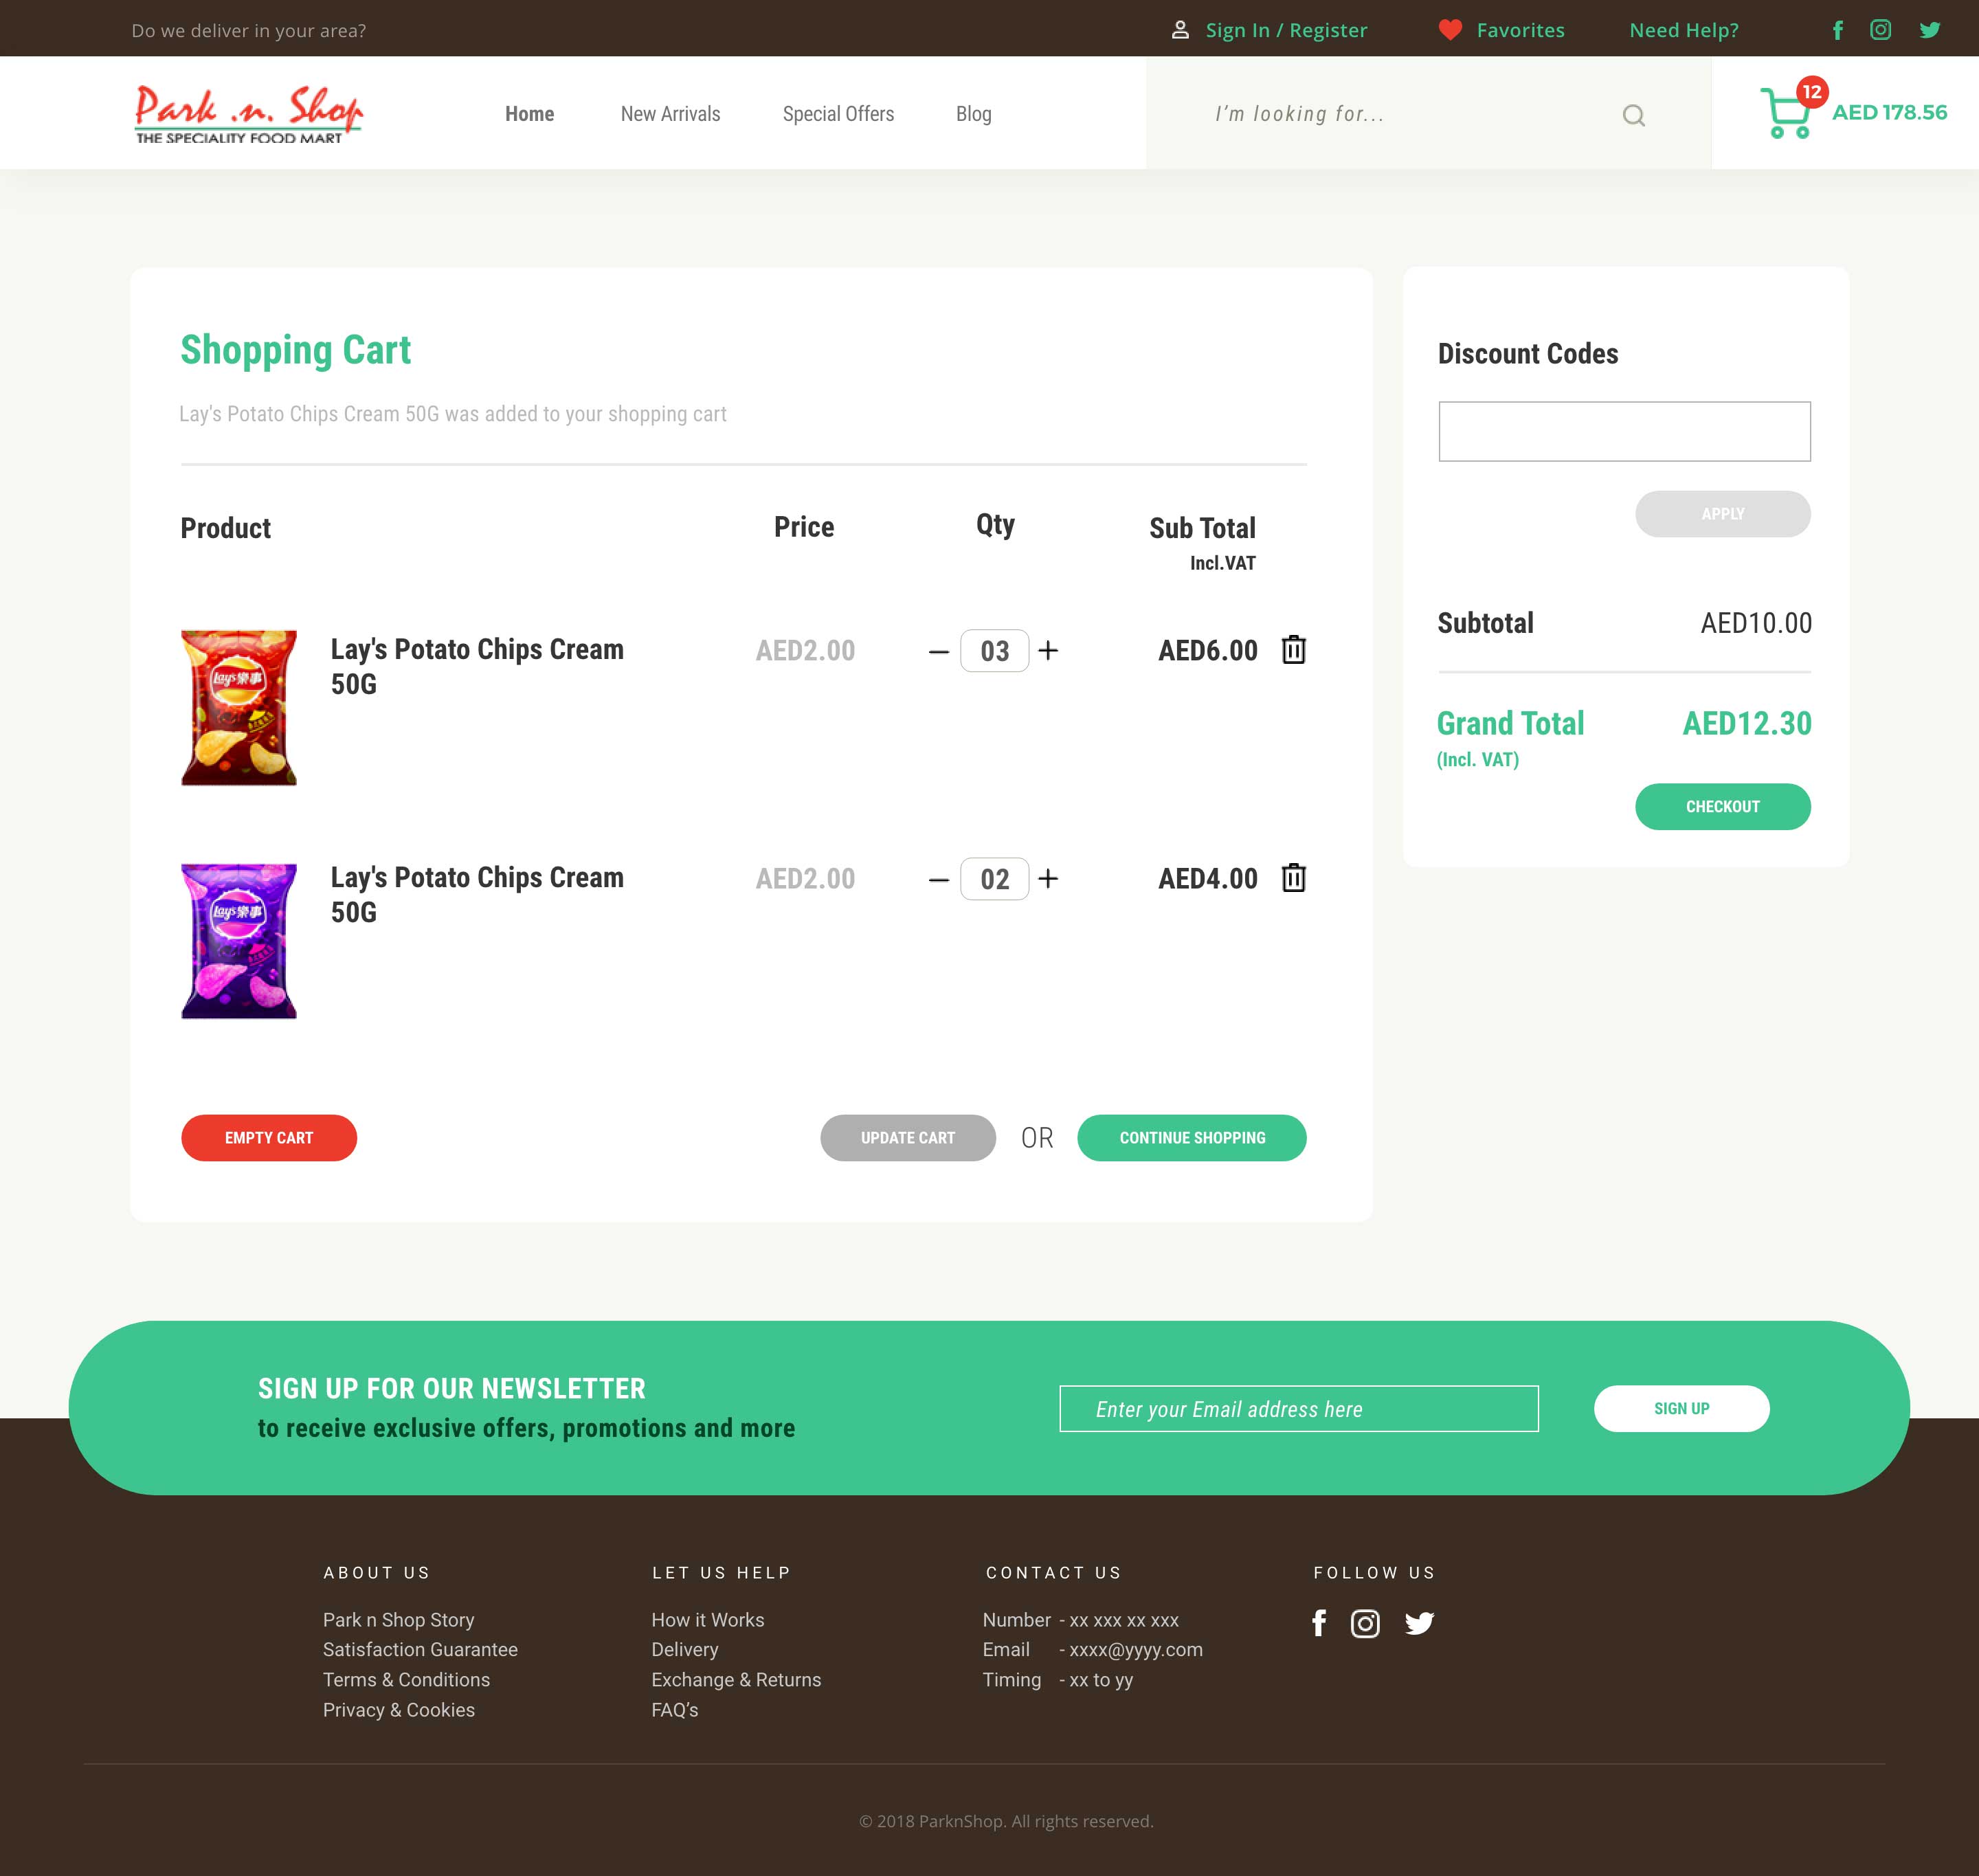 Do we deliver in your area?
Sign In / Register
Favorites
Need Help?
Park .n. Shop
THE SPECIALITY FOOD MART
Home
New Arrivals
Special Offers
Blog
I’m looking for...
12
AED 178.56
Shopping Cart
Lay's Potato Chips Cream 50G was added to your shopping cart
Product
Price
Qty
Sub Total
Incl.VAT
Lay's樂事
Lay's Potato Chips Cream
50G
AED2.00
03
AED6.00
Lay's樂事
Lay's Potato Chips Cream
50G
AED2.00
02
AED4.00
EMPTY CART
UPDATE CART
OR
CONTINUE SHOPPING
Discount Codes
APPLY
Subtotal
AED10.00
Grand Total
AED12.30
(Incl. VAT)
CHECKOUT
SIGN UP FOR OUR NEWSLETTER
to receive exclusive offers, promotions and more
Enter your Email address here
SIGN UP
ABOUT US
Park n Shop Story
Satisfaction Guarantee
Terms & Conditions
Privacy & Cookies
LET US HELP
How it Works
Delivery
Exchange & Returns
FAQ’s
CONTACT US
Number - xx xxx xx xxx
Email - xxxx@yyyy.com
Timing - xx to yy
FOLLOW US
© 2018 ParknShop. All rights reserved.